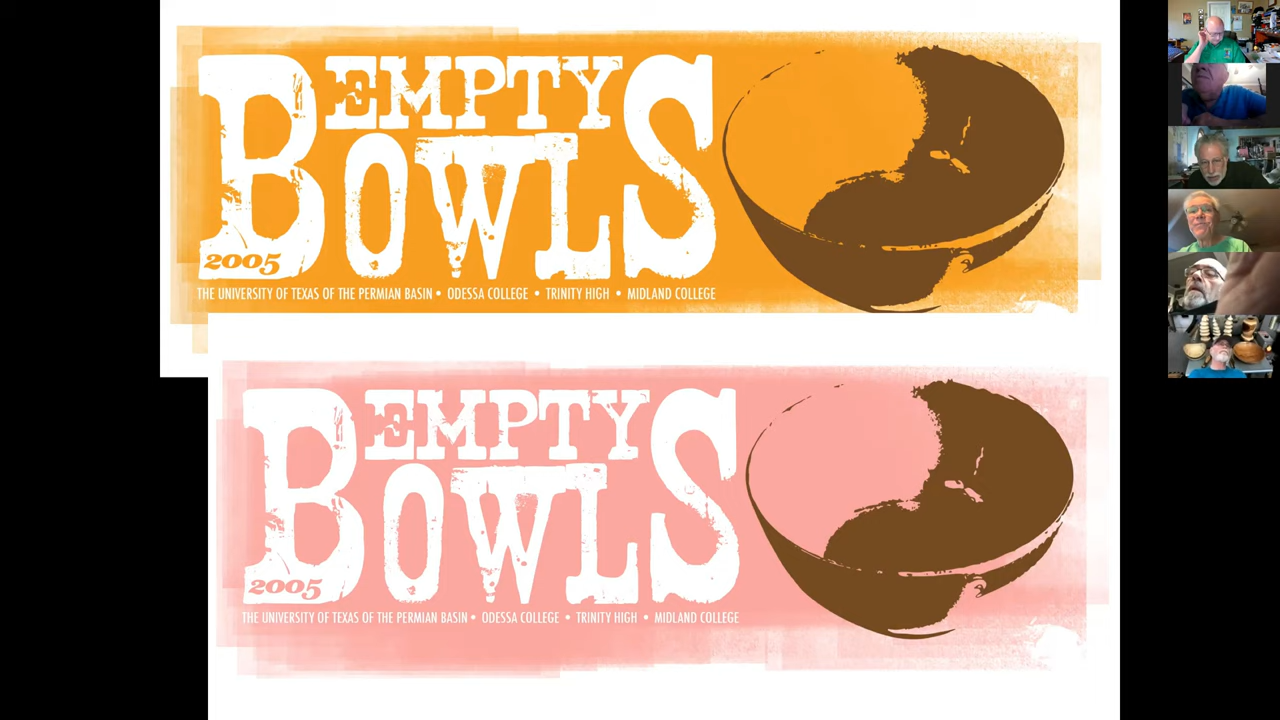 EMPTY
BOWLS
2005
THE UNIVERSITY OF TEXAS OF THE PERMIAN BASIN • ODESSA COLLEGE • TRINITY HIGH • MIDLAND COLLEGE
EMPTY
BOWLS
2005
THE UNIVERSITY OF TEXAS OF THE PERMIAN BASIN • ODESSA COLLEGE • TRINITY HIGH • MIDLAND COLLEGE